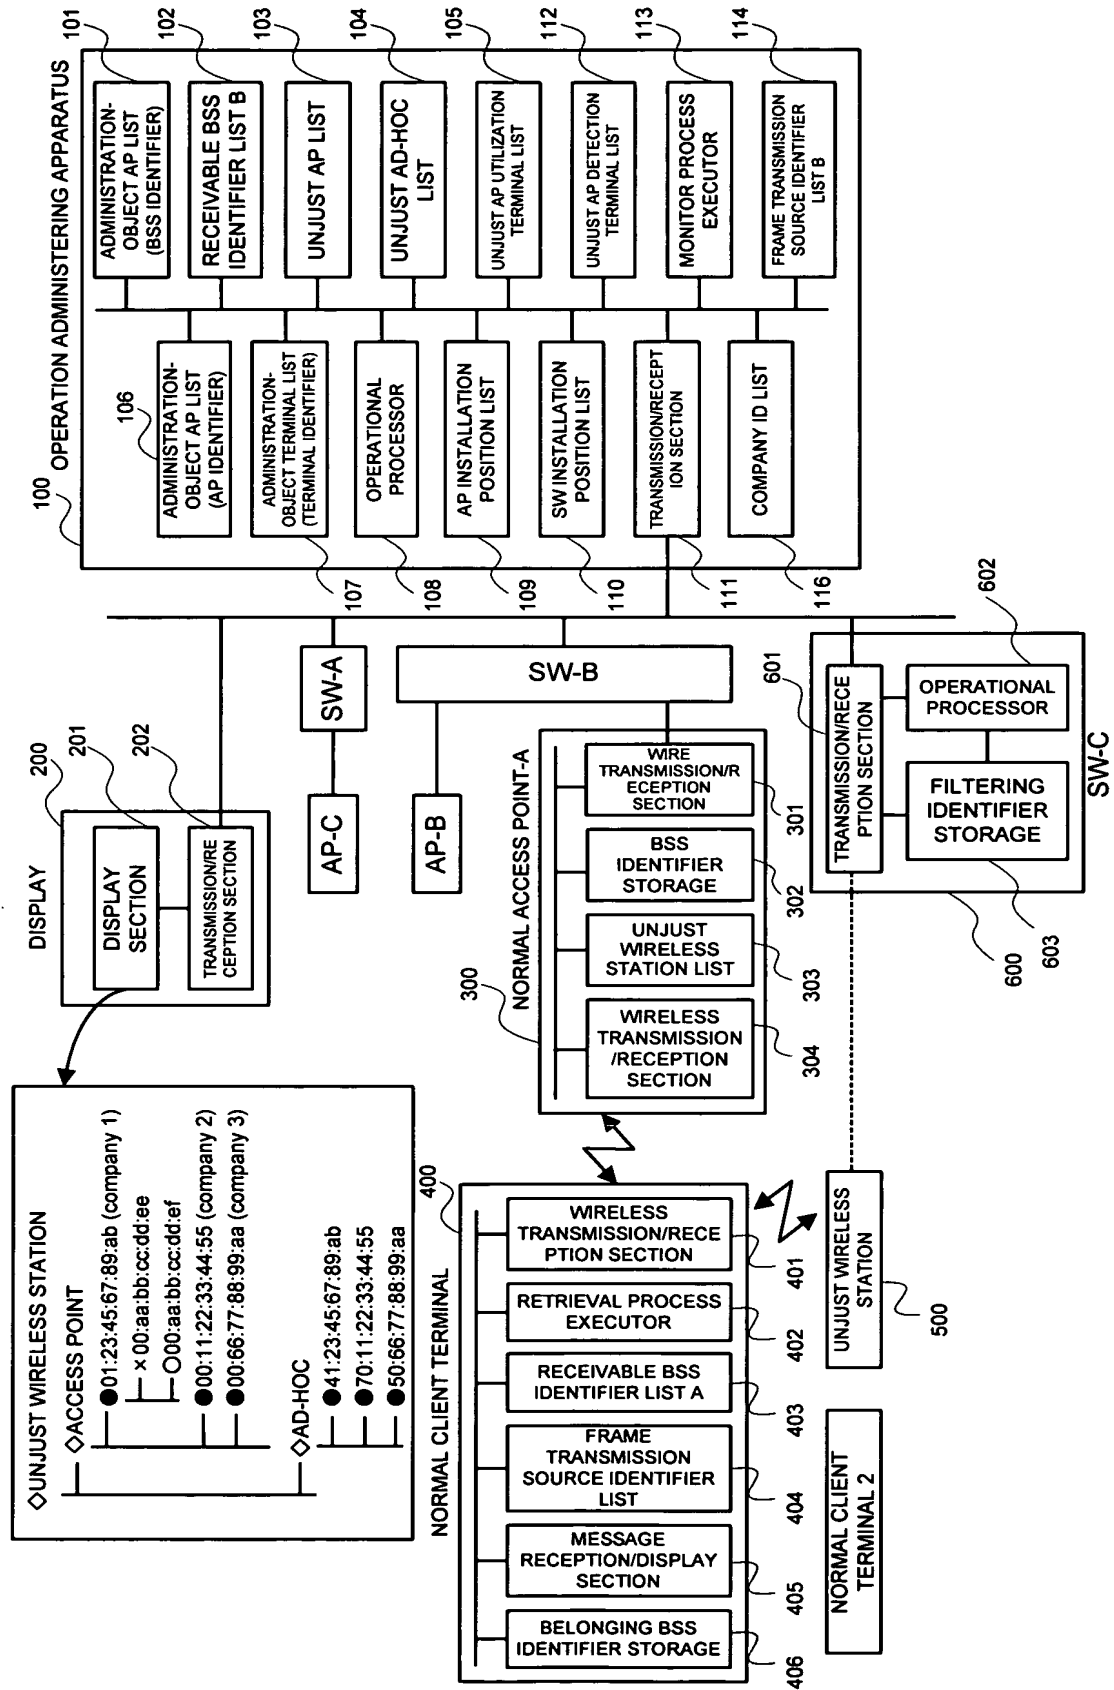 OPERATION ADMINISTERING APPARATUS
100
101
ADMINISTRATION-
OBJECT AP LIST
(BSS IDENTIFIER)
102
RECEIVABLE BSS
IDENTIFIER LIST B
103
UNJUST AP LIST
104
UNJUST AD-HOC
LIST
105
UNJUST AP UTILIZATION
TERMINAL LIST
112
UNJUST AP DETECTION
TERMINAL LIST
113
MONITOR PROCESS
EXECUTOR
114
FRAME TRANSMISSION
SOURCE IDENTIFIER
LIST B
106
ADMINISTRATION-
OBJECT AP LIST
(AP IDENTIFIER)
ADMINISTRATION-
OBJECT TERMINAL LIST
(TERMINAL IDENTIFIER)
107
OPERATIONAL
PROCESSOR
108
AP INSTALLATION
POSITION LIST
109
SW INSTALLATION
POSITION LIST
110
TRANSMISSION/RECEPT
ION SECTION
111
COMPANY ID LIST
116
DISPLAY
200
201
DISPLAY
SECTION
202
TRANSMISSION/RE
CEPTION SECTION
SW-A
AP-C
SW-B
AP-B
NORMAL ACCESS POINT-A
300
WIRE
TRANSMISSION/R
ECEPTION
SECTION
301
BSS
IDENTIFIER
STORAGE
302
UNJUST
WIRELESS
STATION LIST
303
WIRELESS
TRANSMISSION
/RECEPTION
SECTION
304
SW-C
600
601
TRANSMISSION/RECE
PTION SECTION
602
OPERATIONAL
PROCESSOR
FILTERING
IDENTIFIER
STORAGE
603
◇UNJUST WIRELESS STATION
◇ACCESS POINT
●01:23:45:67:89:ab (company 1)
×00:aa:bb:cc:dd:ee
○00:aa:bb:cc:dd:ef
●00:11:22:33:44:55 (company 2)
●00:66:77:88:99:aa (company 3)
◇AD-HOC
●41:23:45:67:89:ab
●70:11:22:33:44:55
●50:66:77:88:99:aa
NORMAL CLIENT TERMINAL
400
WIRELESS
TRANSMISSION/RECE
PTION SECTION
401
RETRIEVAL PROCESS
EXECUTOR
402
RECEIVABLE BSS
IDENTIFIER LIST A
403
FRAME
TRANSMISSION
SOURCE IDENTIFIER
LIST
404
MESSAGE
RECEPTION/DISPLAY
SECTION
405
BELONGING BSS
IDENTIFIER STORAGE
406
UNJUST WIRELESS
STATION
500
NORMAL CLIENT
TERMINAL 2